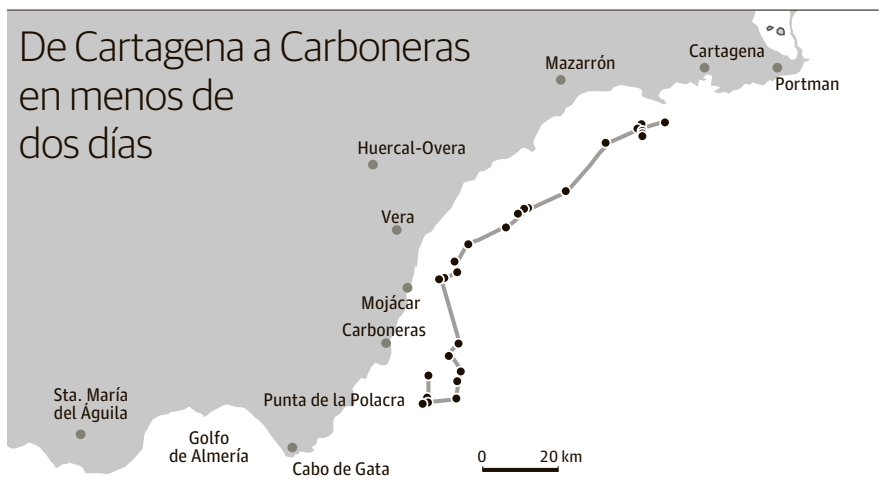 De Cartagena a Carboneras
en menos de
dos días
Cartagena
Mazarrón
Portman
Huercal-Overa
Vera
Mojácar
Carboneras
Sta. María
del Águila
Punta de la Polacra
Golfo
de Almería
Cabo de Gata
0 20 km